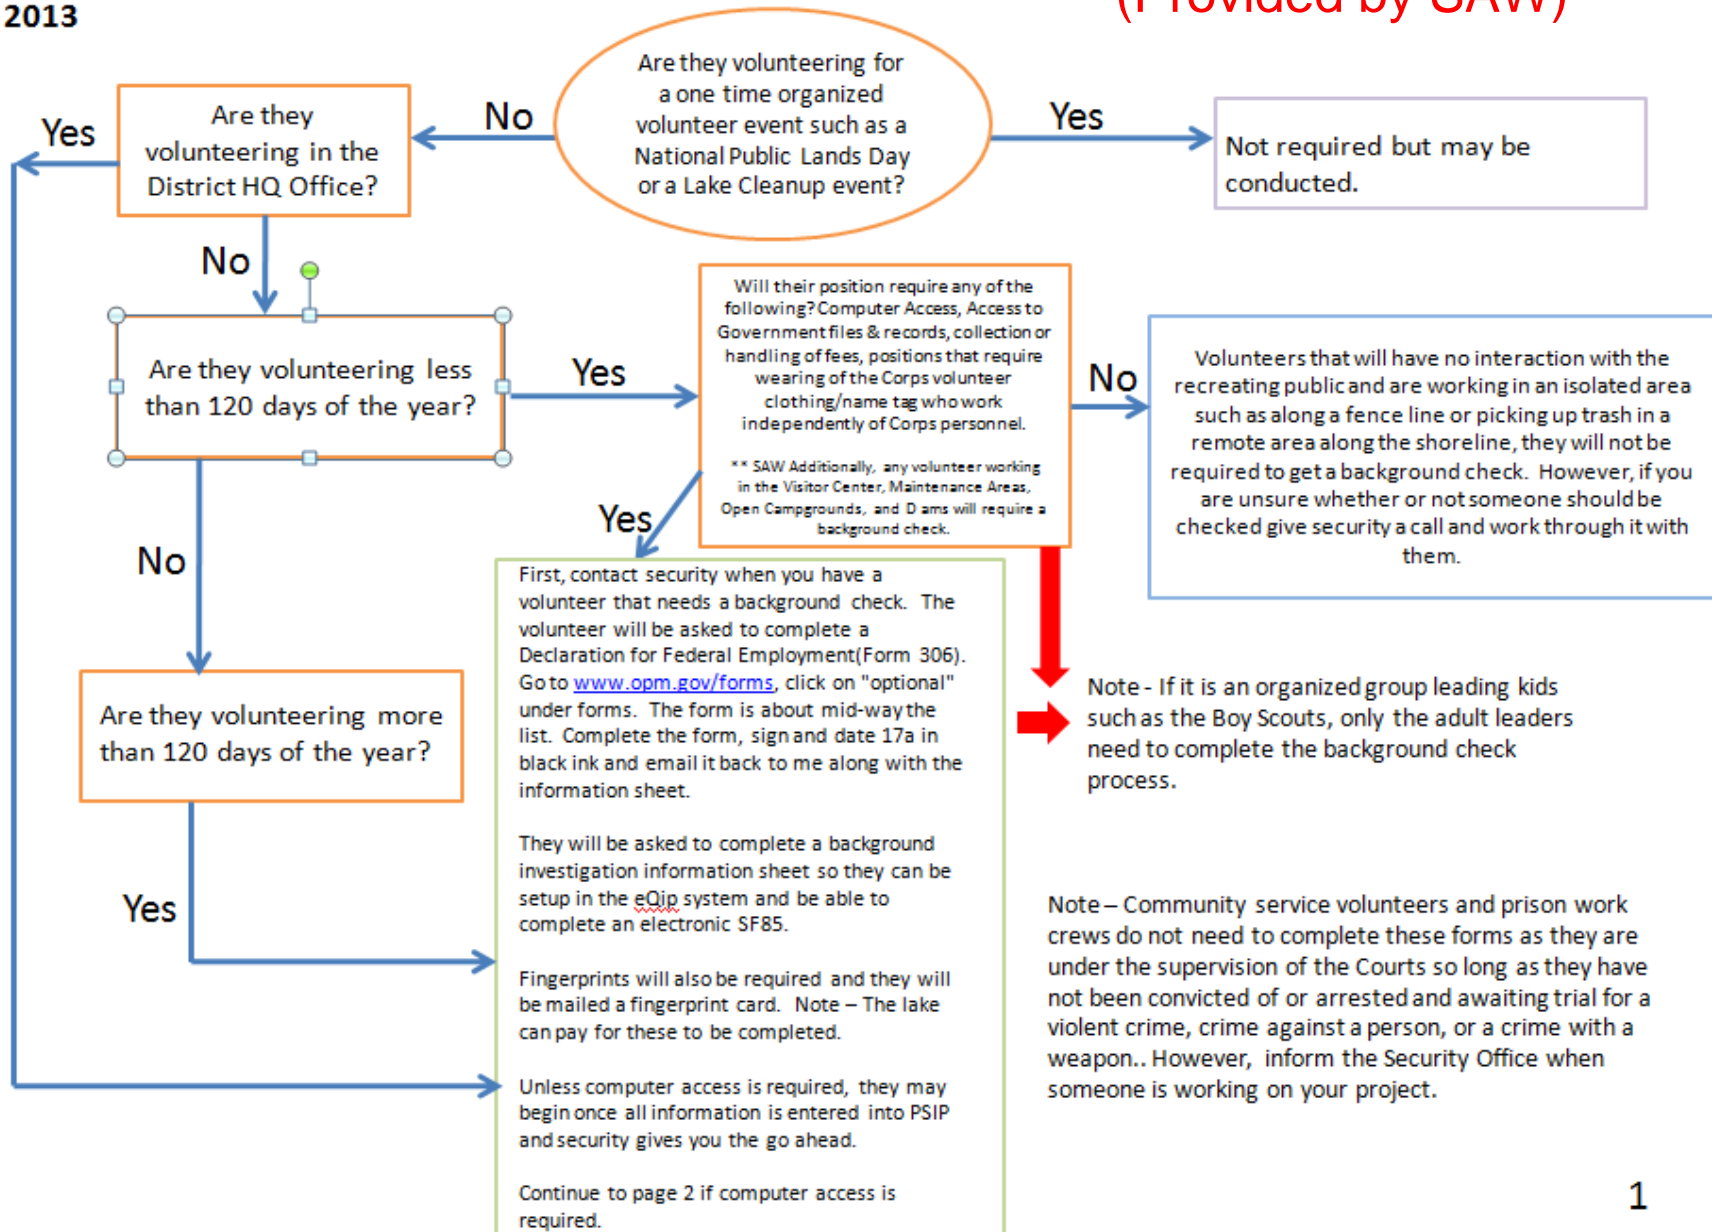 2013
(Provided by SAW)
Are they volunteering for
a one time organized
volunteer event such as a
National Public Lands Day
or a Lake Cleanup event?
No
Yes
Are they
volunteering in the
District HQ Office?
Yes
Not required but may be
conducted.
No
Are they volunteering less
than 120 days of the year?
Yes
Will their position require any of the
following? Computer Access, Access to
Government files & records, collection or
handling of fees, positions that require
wearing of the Corps volunteer
clothing/name tag who work
independently of Corps personnel.
** SAW Additionally, any volunteer working
in the Visitor Center, Maintenance Areas,
Open Campgrounds, and D ams will require a
background check.
No
Volunteers that will have no interaction with the
recreating public and are working in an isolated area
such as along a fence line or picking up trash in a
remote area along the shoreline, they will not be
required to get a background check.  However, if you
are unsure whether or not someone should be
checked give security a call and work through it with
them.
Yes
No
Are they volunteering more
than 120 days of the year?
Yes
First, contact security when you have a
volunteer that needs a background check.  The
volunteer will be asked to complete a
Declaration for Federal Employment(Form 306).
Go to www.opm.gov/forms, click on "optional"
under forms.  The form is about mid-way the
list.  Complete the form, sign and date 17a in
black ink and email it back to me along with the
information sheet.
They will be asked to complete a background
investigation information sheet so they can be
setup in the eQip system and be able to
complete an electronic SF85.
Fingerprints will also be required and they will
be mailed a fingerprint card.  Note – The lake
can pay for these to be completed.
Unless computer access is required, they may
begin once all information is entered into PSIP
and security gives you the go ahead.
Continue to page 2 if computer access is
required.
Note - If it is an organized group leading kids
such as the Boy Scouts, only the adult leaders
need to complete the background check
process.
Note – Community service volunteers and prison work
crews do not need to complete these forms as they are
under the supervision of the Courts so long as they have
not been convicted of or arrested and awaiting trial for a
violent crime, crime against a person, or a crime with a
weapon.. However,  inform the Security Office when
someone is working on your project.
1